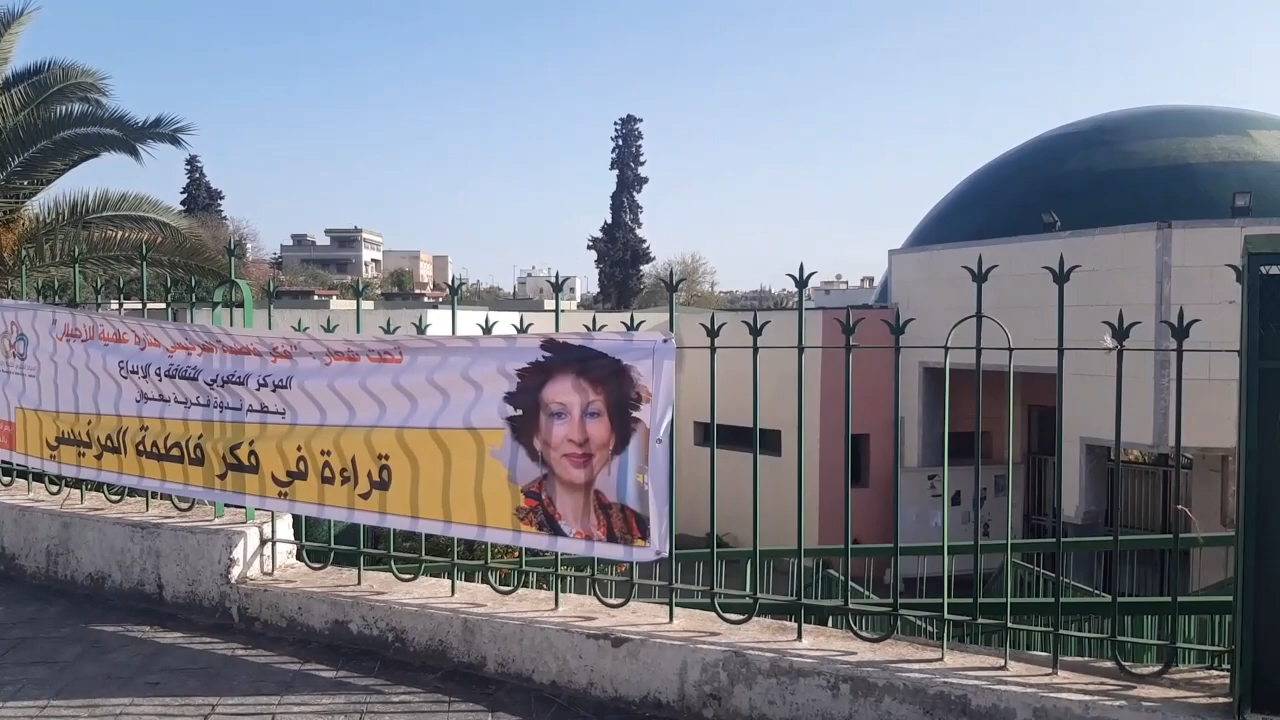 تحت شعار : "فكر فاطمة المرنيسي منارة علمية للأجيال"
المركز المغربي للثقافة و الإبداع
ينظم ندوة فكرية بعنوان
قراءة في فكر فاطمة المرنيسي